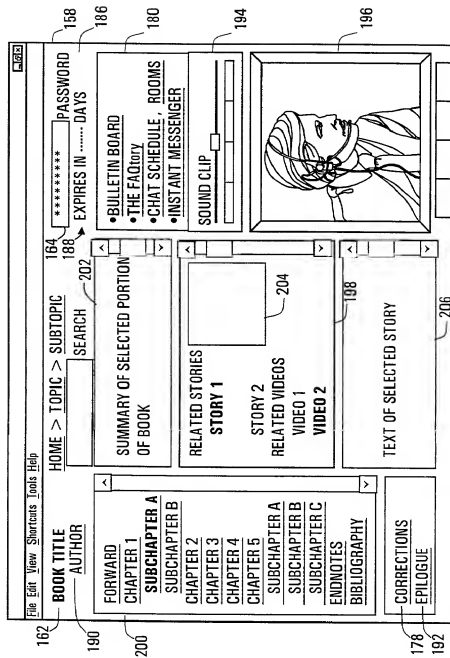 File Edit View Shortcuts Tools Help
162 BOOK TITLE
190 AUTHOR
HOME > TOPIC > SUBTOPIC
SEARCH
164 ********* PASSWORD 158
188 EXPIRES IN ........ DAYS 186
200
FORWARD
CHAPTER 1
SUBCHAPTER A
SUBCHAPTER B
CHAPTER 2
CHAPTER 3
CHAPTER 4
CHAPTER 5
SUBCHAPTER A
SUBCHAPTER B
SUBCHAPTER C
ENDNOTES
BIBLIOGRAPHY
178 CORRECTIONS
192 EPILOGUE
202
SUMMARY OF SELECTED PORTION
OF BOOK
RELATED STORIES
STORY 1
204
STORY 2
RELATED VIDEOS
VIDEO 1
VIDEO 2
198
TEXT OF SELECTED STORY
206
•BULLETIN BOARD
•THE FAQtory
•CHAT SCHEDULE, ROOMS
•INSTANT MESSENGER
180
SOUND CLIP
194
196